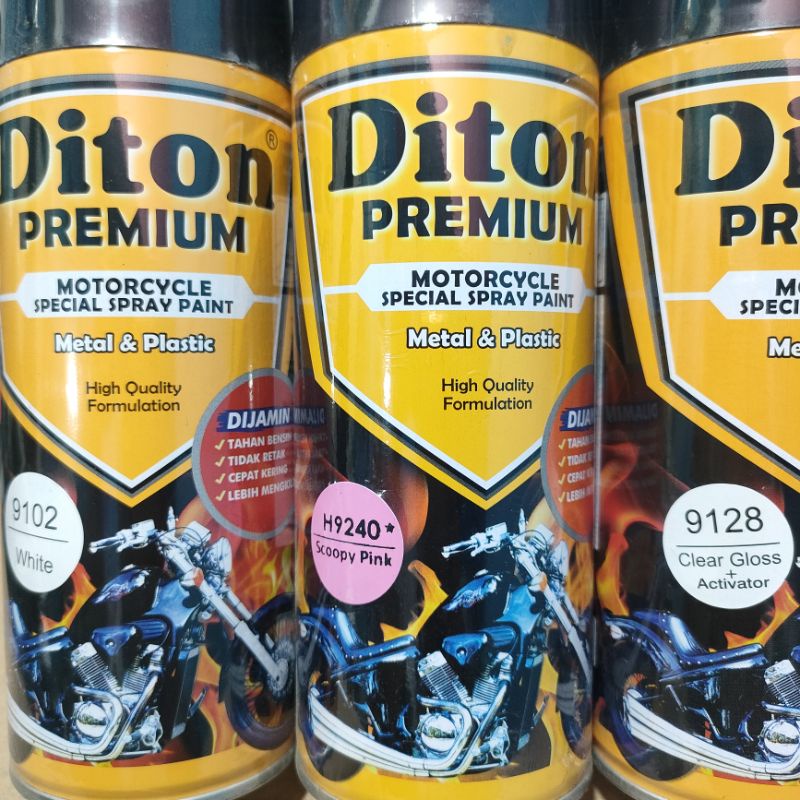 Diton®
PREMIUM
MOTORCYCLE
SPECIAL SPRAY PAINT
Metal & Plastic
High Quality
Formulation
DIJAMIN
✓ TAHAN BENSIN
✓ TIDAK RETAK
✓ CEPAT KERING
✓ LEBIH
9102
White
Diton
PREMIUM
MOTORCYCLE
SPECIAL SPRAY PAINT
Metal & Plastic
High Quality
Formulation
H9240*
Scoopy Pink
9128
Clear Gloss
+
Activator